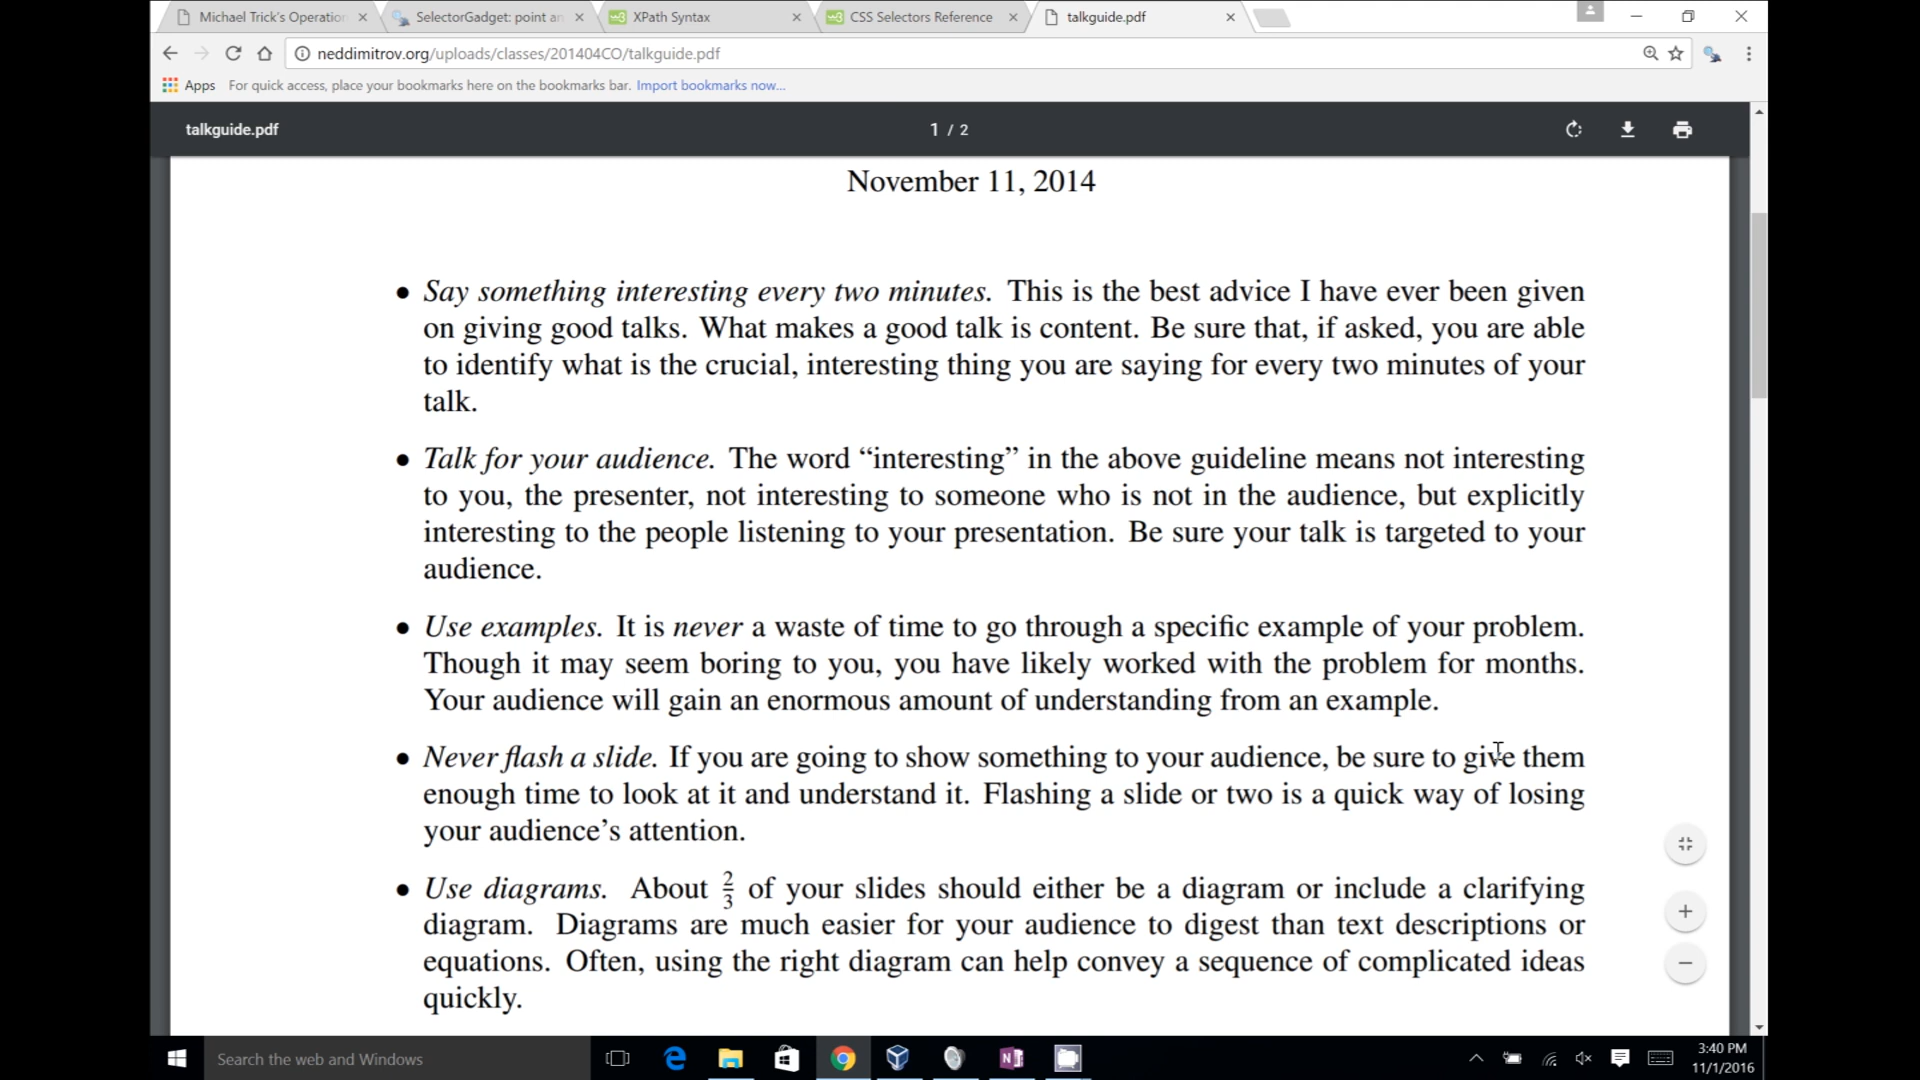 Michael Trick's Operation
SelectorGadget: point an
XPath Syntax
CSS Selectors Reference
talkguide.pdf
neddimitrov.org/uploads/classes/201404CO/talkguide.pdf
Apps For quick access, place your bookmarks here on the bookmarks bar. Import bookmarks now...
talkguide.pdf 1 / 2
November 11, 2014
• Say something interesting every two minutes. This is the best advice I have ever been given
on giving good talks. What makes a good talk is content. Be sure that, if asked, you are able
to identify what is the crucial, interesting thing you are saying for every two minutes of your
talk.
• Talk for your audience. The word “interesting” in the above guideline means not interesting
to you, the presenter, not interesting to someone who is not in the audience, but explicitly
interesting to the people listening to your presentation. Be sure your talk is targeted to your
audience.
• Use examples. It is never a waste of time to go through a specific example of your problem.
Though it may seem boring to you, you have likely worked with the problem for months.
Your audience will gain an enormous amount of understanding from an example.
• Never flash a slide. If you are going to show something to your audience, be sure to give them
enough time to look at it and understand it. Flashing a slide or two is a quick way of losing
your audience’s attention.
• Use diagrams. About 2/3 of your slides should either be a diagram or include a clarifying
diagram. Diagrams are much easier for your audience to digest than text descriptions or
equations. Often, using the right diagram can help convey a sequence of complicated ideas
quickly.
Search the web and Windows
3:40 PM
11/1/2016